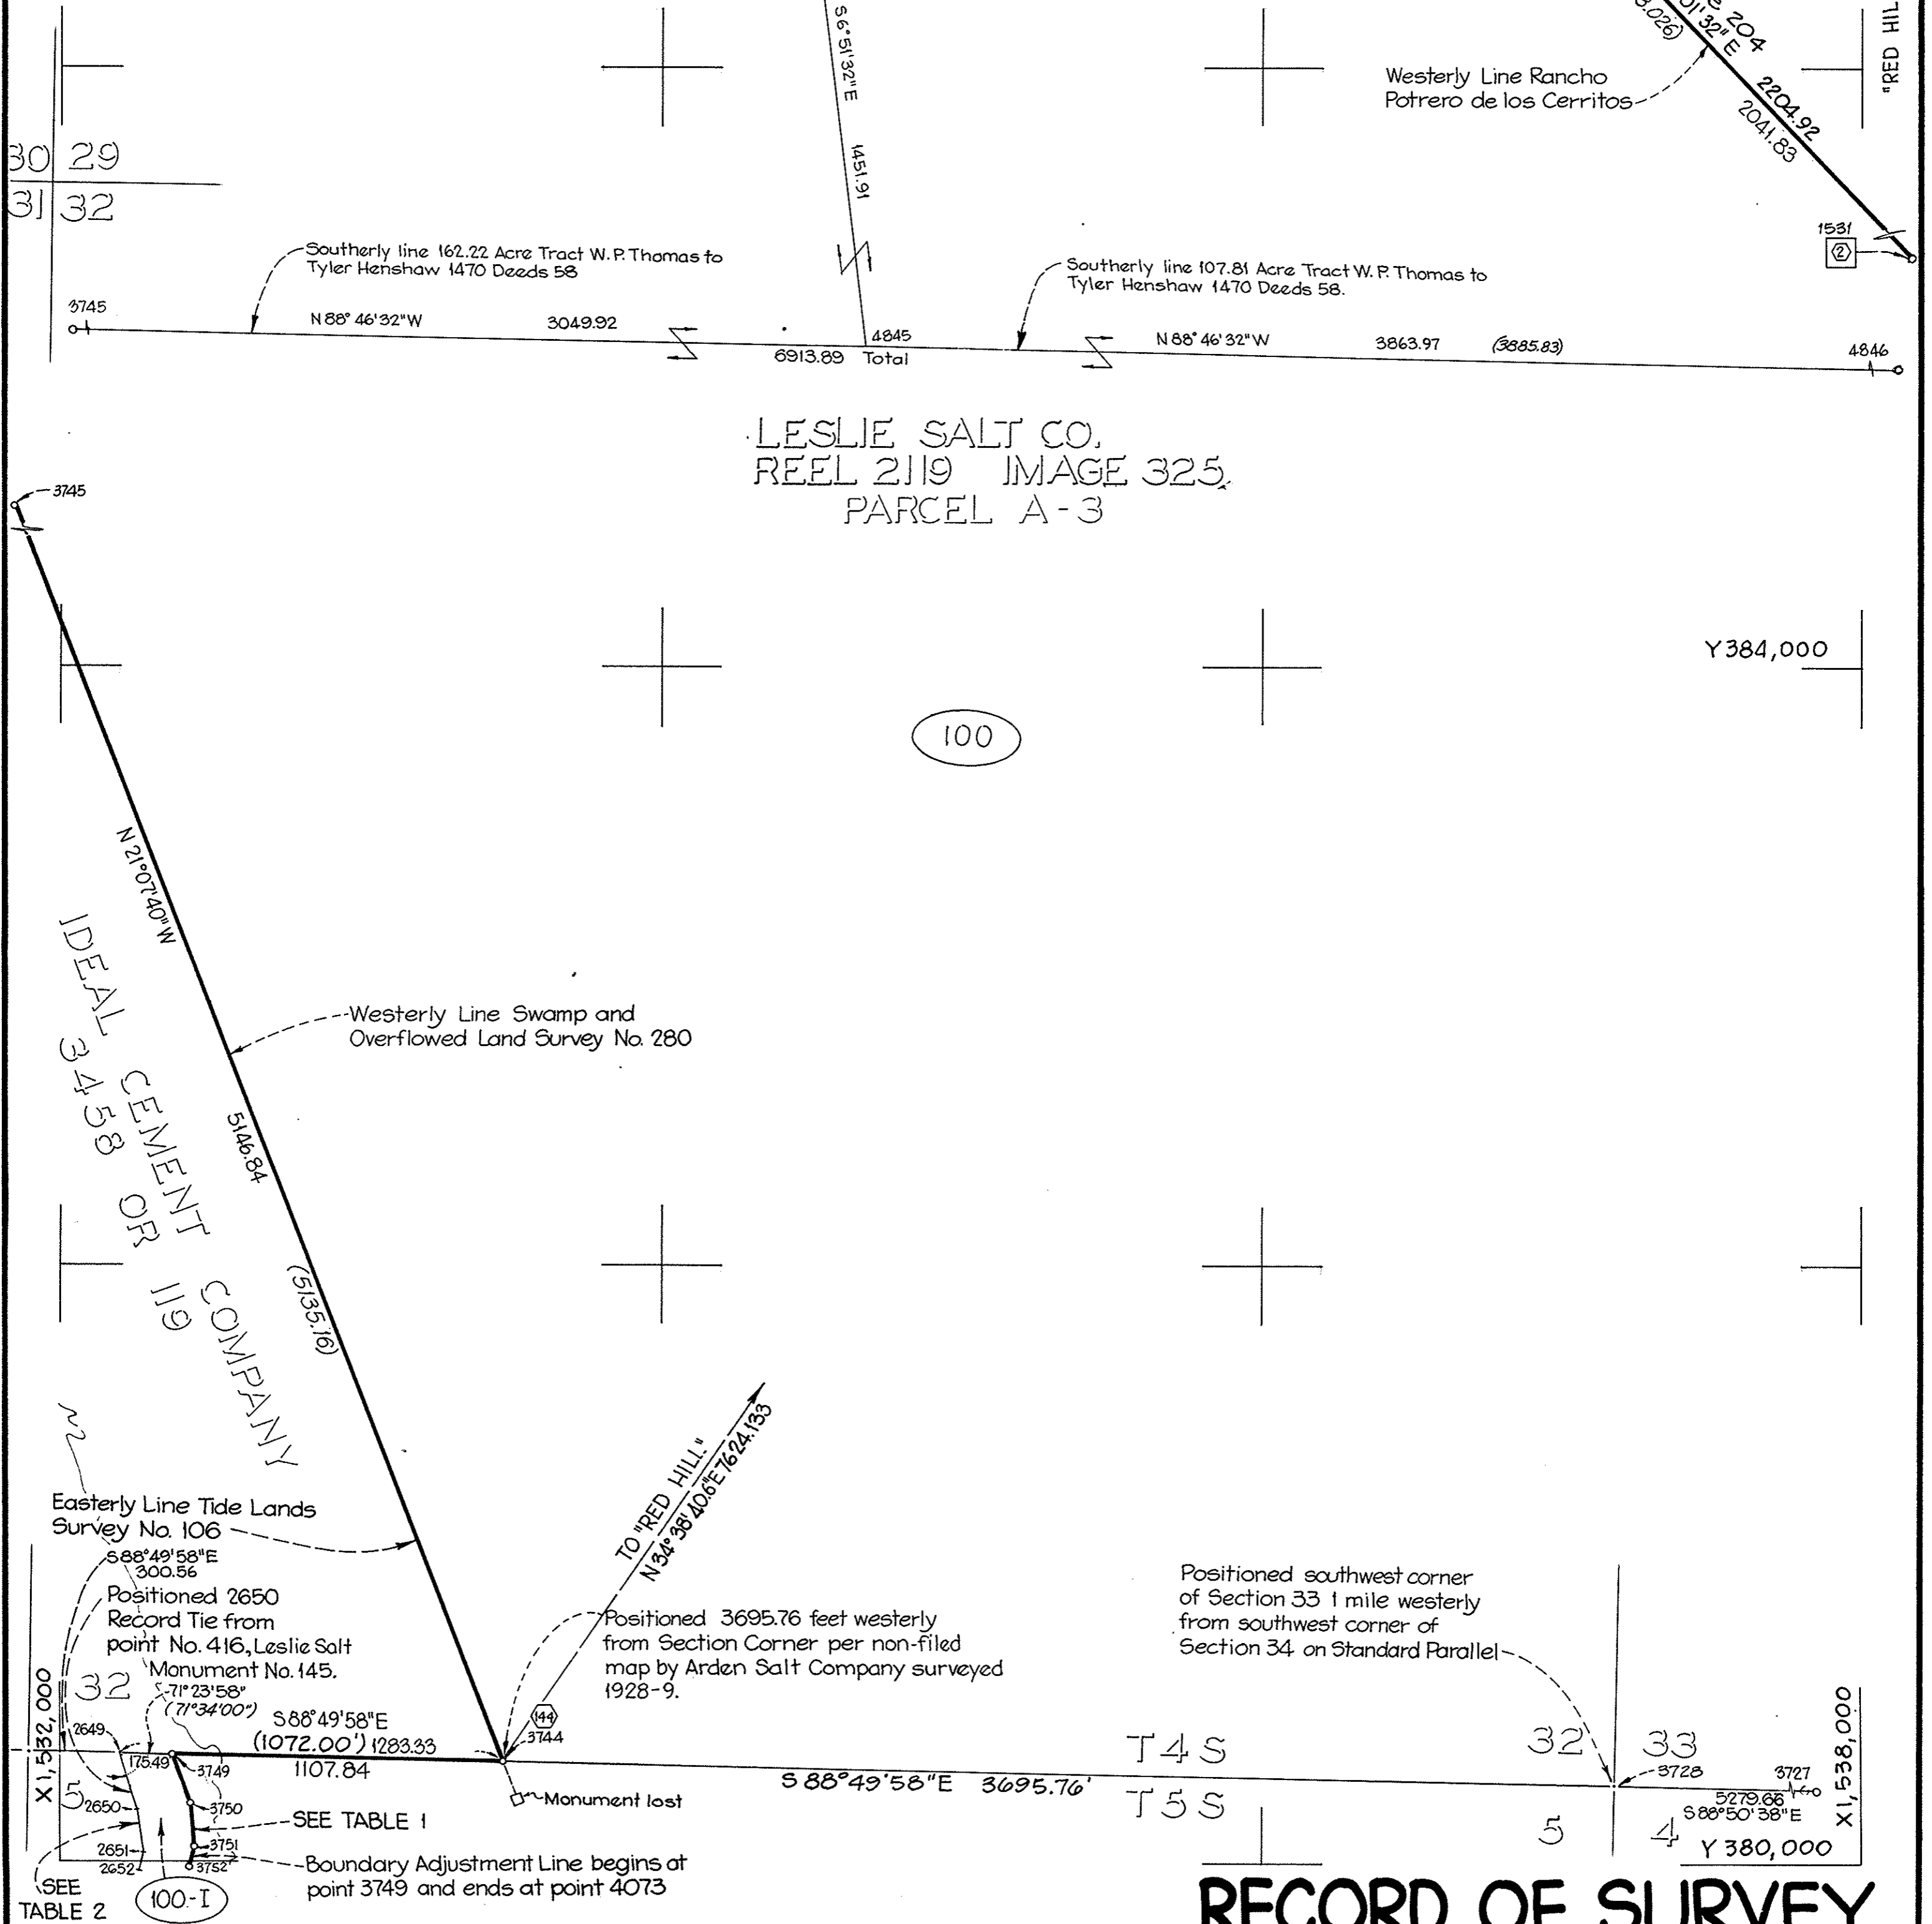 S6°51'32"E
1451.91
204
01'32"E
8.026)
2204.92
2041.83
"RED HIL
Westerly Line Rancho
Potrero de los Cerritos
30 29
31 32
1531
2
Southerly line 162.22 Acre Tract W. P. Thomas to
Tyler Henshaw 1470 Deeds 58
Southerly line 107.81 Acre Tract W. P. Thomas to
Tyler Henshaw 1470 Deeds 58.
3745
N 88° 46' 32" W 3049.92
4845
6913.89 Total
N 88° 46' 32" W 3863.97 (3885.83)
4846
LESLIE SALT CO.
REEL 2119 IMAGE 325
PARCEL A-3
3745
Y 384,000
100
N 21°07'40" W
5146.84
(5135.16)
IDEAL CEMENT COMPANY
3458 OR 119
Westerly Line Swamp and
Overflowed Land Survey No. 280
TO "RED HILL"
N 34°38'40.6"E 7624.133
Easterly Line Tide Lands
Survey No. 106
S 88°49'58"E
300.56
Positioned 2650
Record Tie from
point No. 416, Leslie Salt
Monument No. 145.
71°23'58"
(71°34'00")
Positioned 3695.76 feet westerly
from Section Corner per non-filed
map by Arden Salt Company surveyed
1928-9.
Positioned southwest corner
of Section 33 1 mile westerly
from southwest corner of
Section 34 on Standard Parallel
X 1,532,000
32
5
2649
175.49
3749
S 88°49'58"E
(1072.00') 1283.33
1107.84
144
3744
Monument lost
T4S
T5S
S 88°49'58"E 3695.76'
32 33
5 4
3728
3727
5279.66
S 88°50'38"E
Y 380,000
X 1,538,000
2650
3750
SEE TABLE 1
2651
3751
2652
3752
Boundary Adjustment Line begins at
point 3749 and ends at point 4073
SEE
TABLE 2
100-I
RECORD OF SURVEY